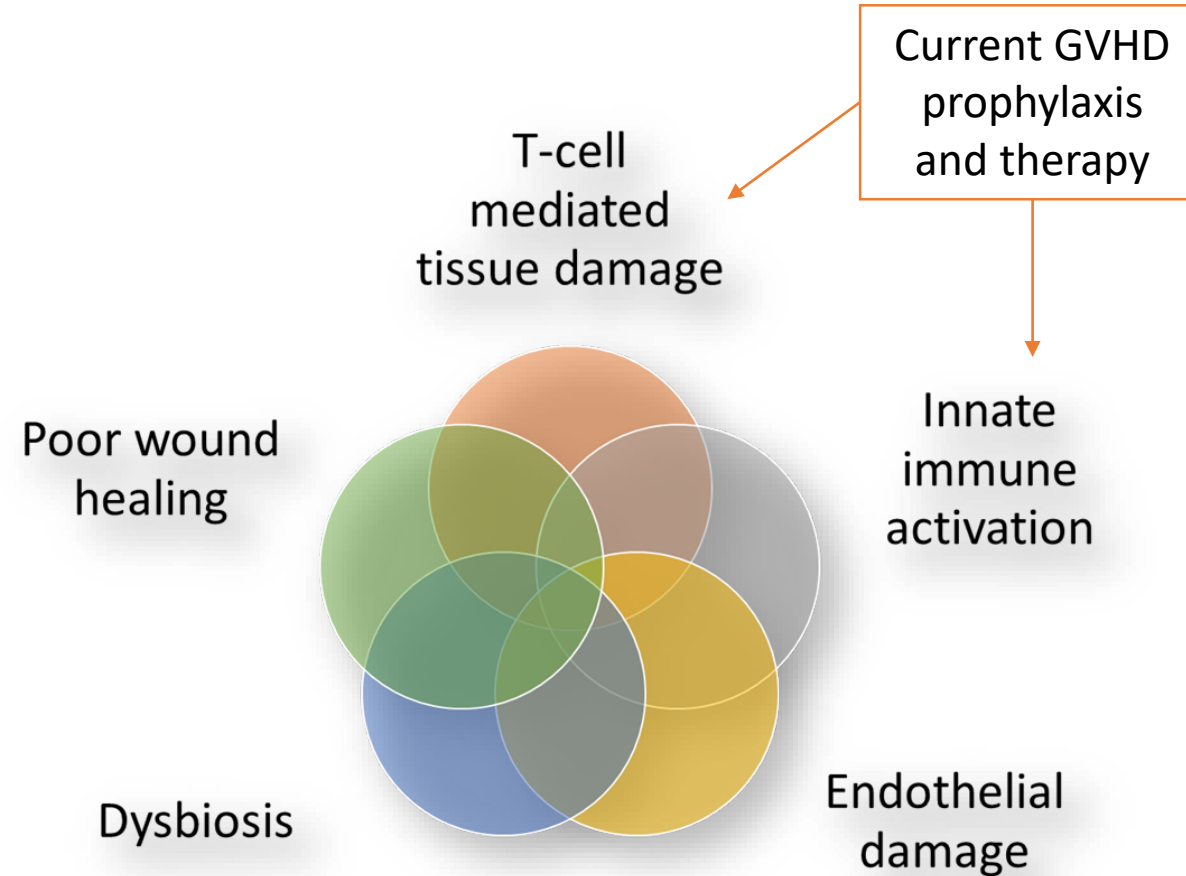 Current GVHD
prophylaxis
and therapy
T-cell
mediated
tissue damage
Poor wound
healing
Innate
immune
activation
Dysbiosis
Endothelial
damage